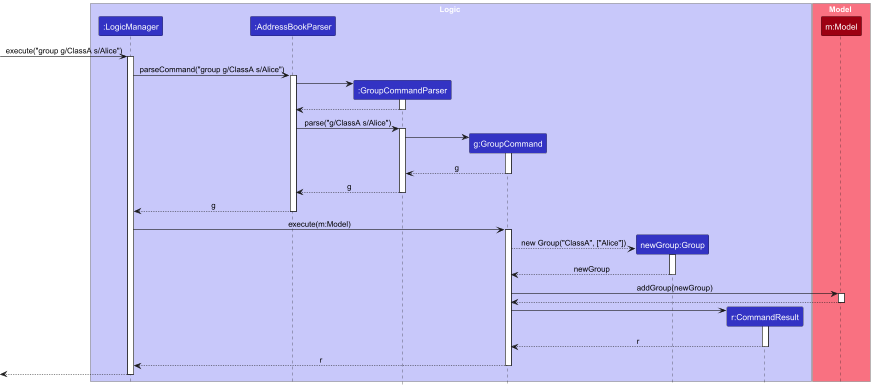 Logic
Model
:LogicManager
:AddressBookParser
m:Model
execute("group g/ClassA s/Alice")
parseCommand("group g/ClassA s/Alice")
:GroupCommandParser
parse("g/ClassA s/Alice")
g:GroupCommand
g
g
g
execute(m:Model)
new Group("ClassA", ["Alice"])
newGroup:Group
newGroup
addGroup(newGroup)
r:CommandResult
r
r